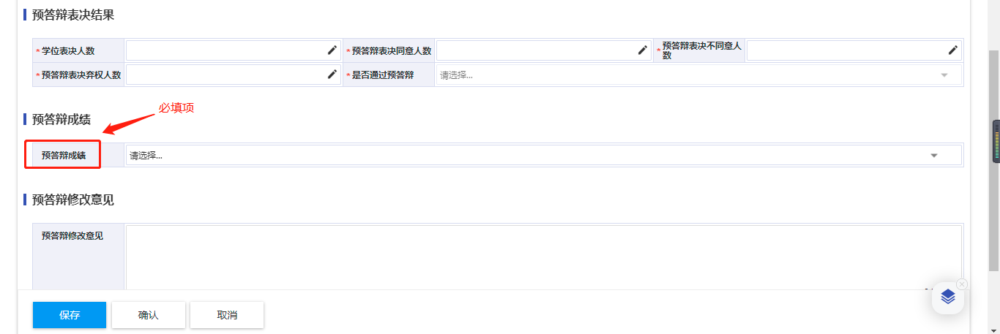 预答辩表决结果
*学位表决人数
*预答辩表决同意人数
*预答辩表决不同意人
数
*预答辩表决弃权人数
*是否通过预答辩
请选择...
必填项
预答辩成绩
预答辩成绩
请选择...
预答辩修改意见
预答辩修改意见
保存
确认
取消